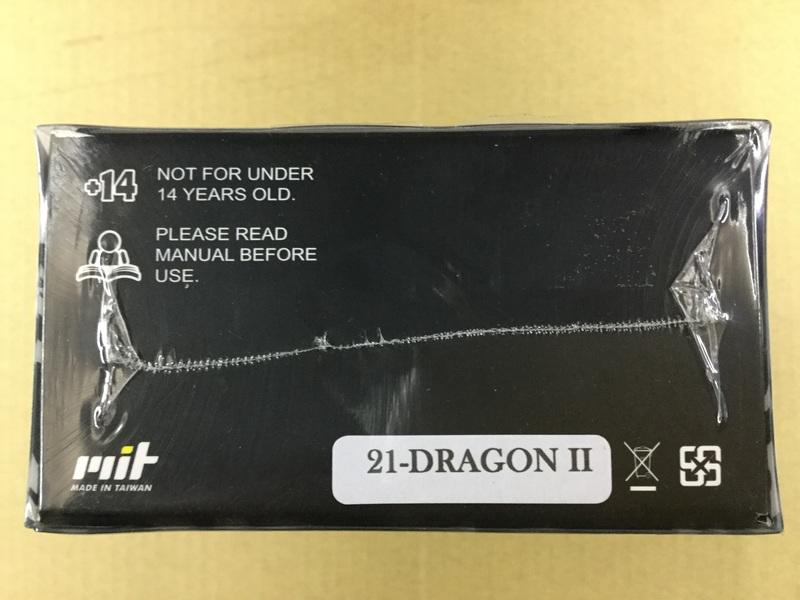 +14
NOT FOR UNDER
14 YEARS OLD.
PLEASE READ
MANUAL BEFORE
USE.
mit
MADE IN TAIWAN
21-DRAGON II